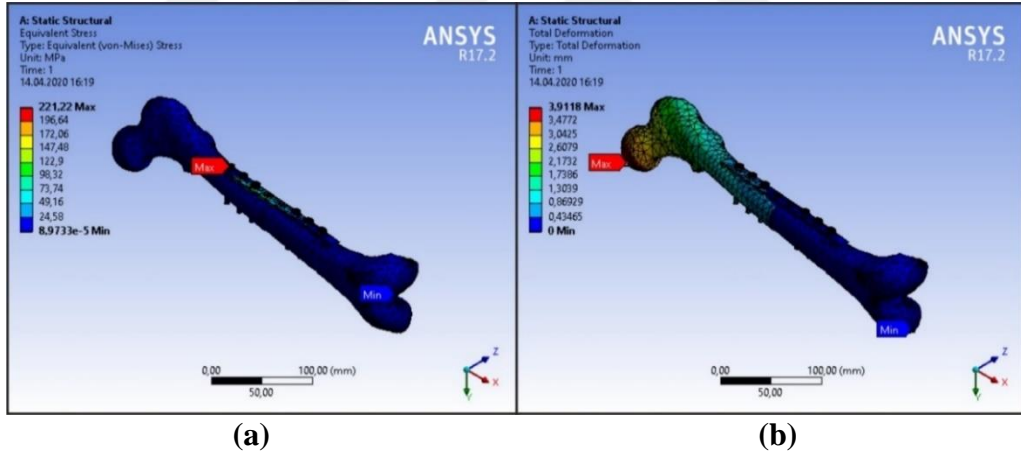 A: Static Structural
Equivalent Stress
Type: Equivalent (von-Mises) Stress
Unit: MPa
Time: 1
14.04.2020 16:19
221,22 Max
196,64
172,06
147,48
122,9
98,32
73,74
49,16
24,58
8,9733e-5 Min
ANSYS
R17.2
Max
Min
0,00
100,00 (mm)
50,00
Z
X
Y
A: Static Structural
Total Deformation
Type: Total Deformation
Unit: mm
Time: 1
14.04.2020 16:19
3,9118 Max
3,4772
3,0425
2,6079
2,1732
1,7386
1,3039
0,86929
0,43465
0 Min
ANSYS
R17.2
Max
Min
0,00
100,00 (mm)
50,00
Z
X
Y
(a)
(b)